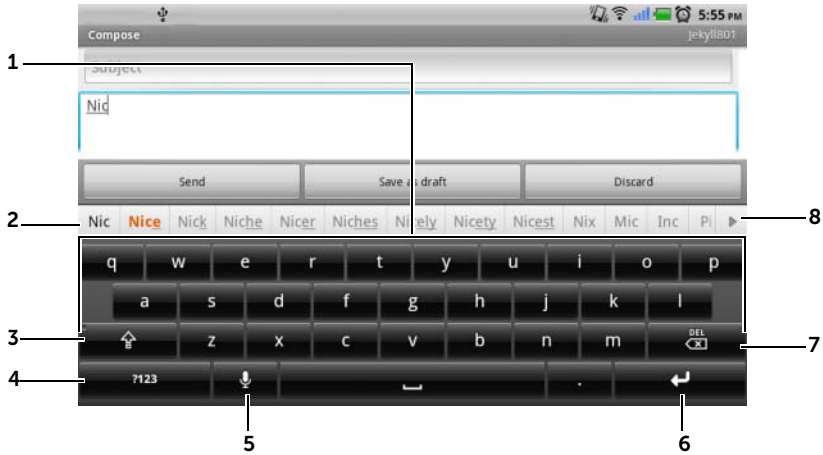 5:55 PM
Compose
Jekyll801
1
Subject
Nic
Send Save as draft Discard
2 Nic Nice Nick Niche Nicer Niches Nicely Nicety Nicest Nix Mic Inc Pi 8
q w e r t y u i o p
a s d f g h j k l
3 z x c v b n m DEL 7
4 ?123 .
5 6